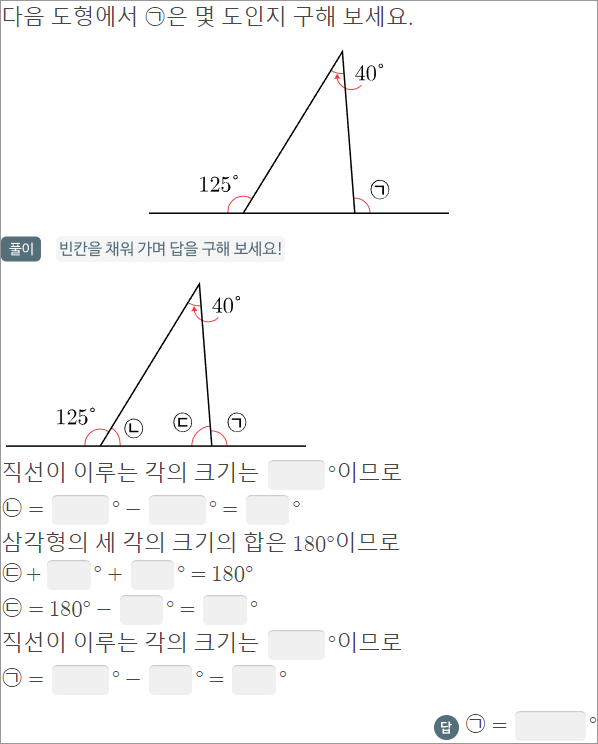 다음 도형에서 ㉠은 몇 도인지 구해 보세요.
40°
125°
㉠
풀이 빈칸을 채워 가며 답을 구해 보세요!
40°
125° ㉡ ㉢ ㉠
직선이 이루는 각의 크기는 °이므로
㉡ = ° − ° = °
삼각형의 세 각의 크기의 합은 180°이므로
㉢ + ° + ° = 180°
㉢ = 180° − ° = °
직선이 이루는 각의 크기는 °이므로
㉠ = ° − ° = °
답 ㉠ = °